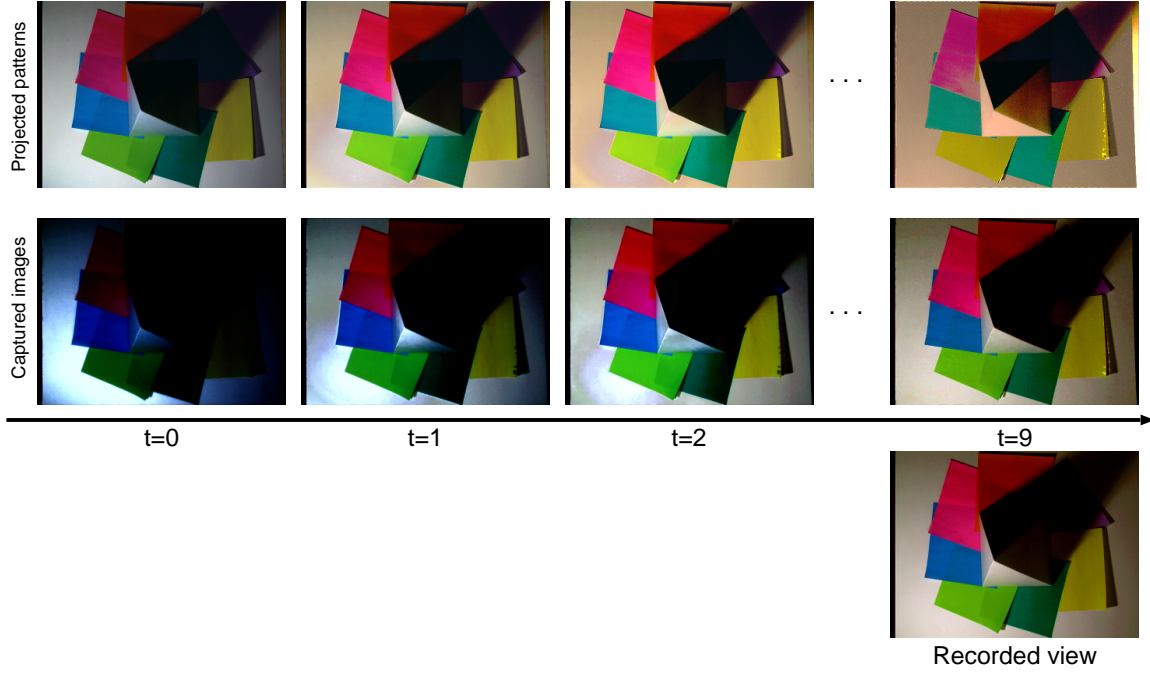 Projected patterns
. . .
Captured images
. . .
t=0
t=1
t=2
t=9
Recorded view